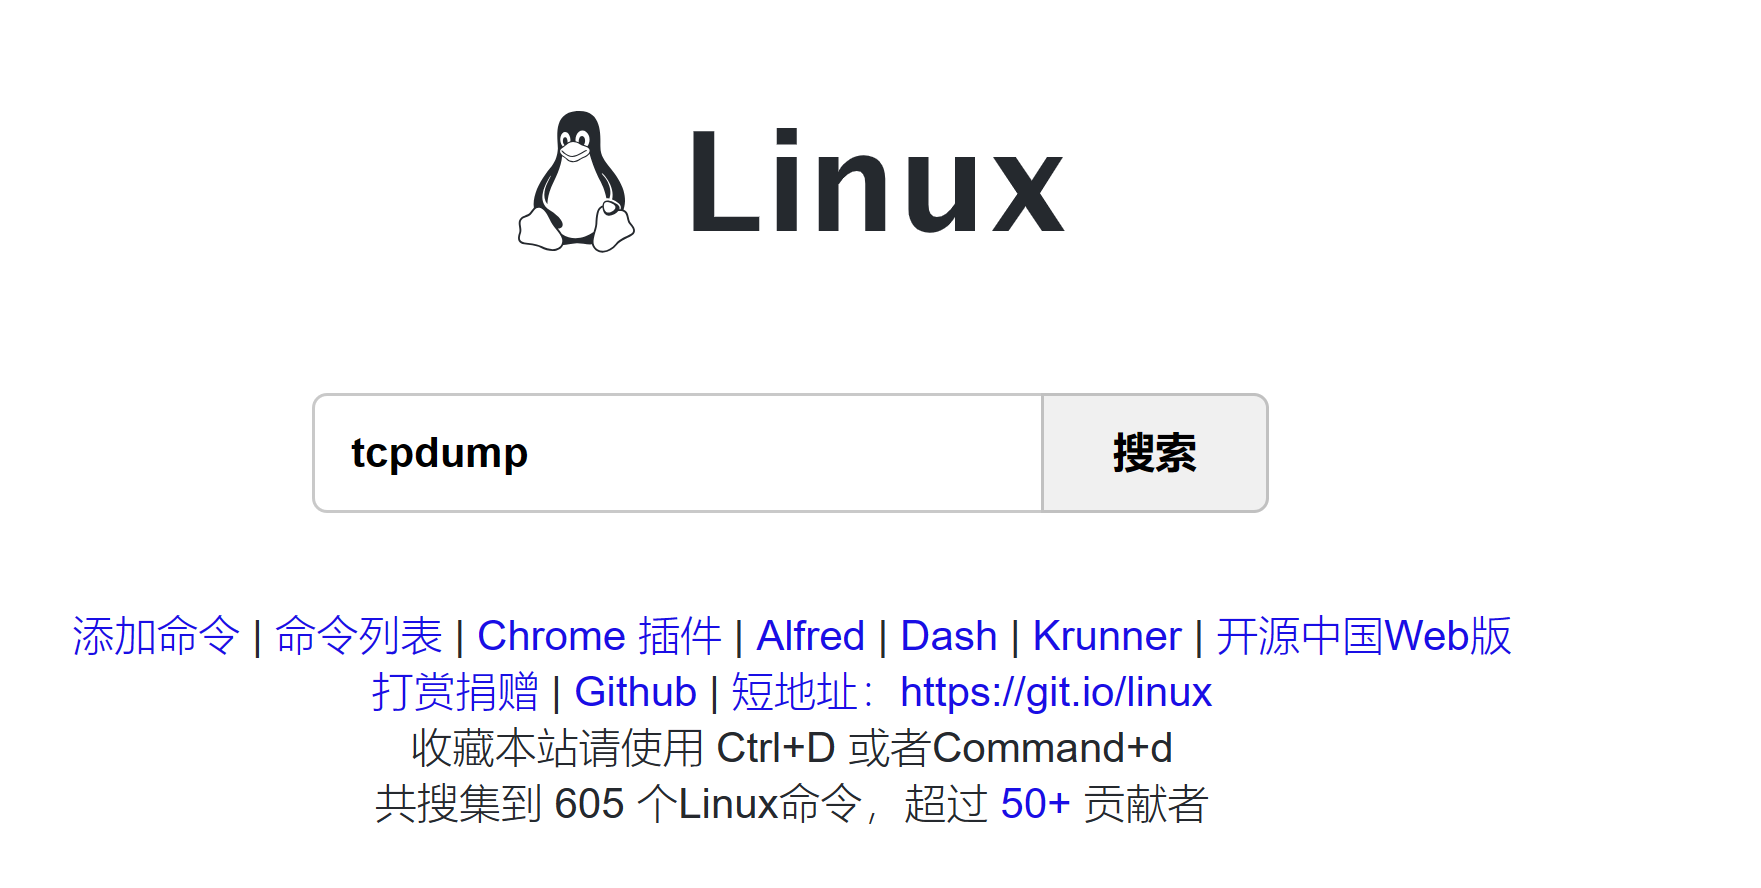 Linux
tcpdump 搜索
添加命令 | 命令列表 | Chrome 插件 | Alfred | Dash | Krunner | 开源中国Web版
打赏捐赠 | Github | 短地址：https://git.io/linux
收藏本站请使用 Ctrl+D 或者Command+d
共搜集到 605 个Linux命令，超过 50+ 贡献者